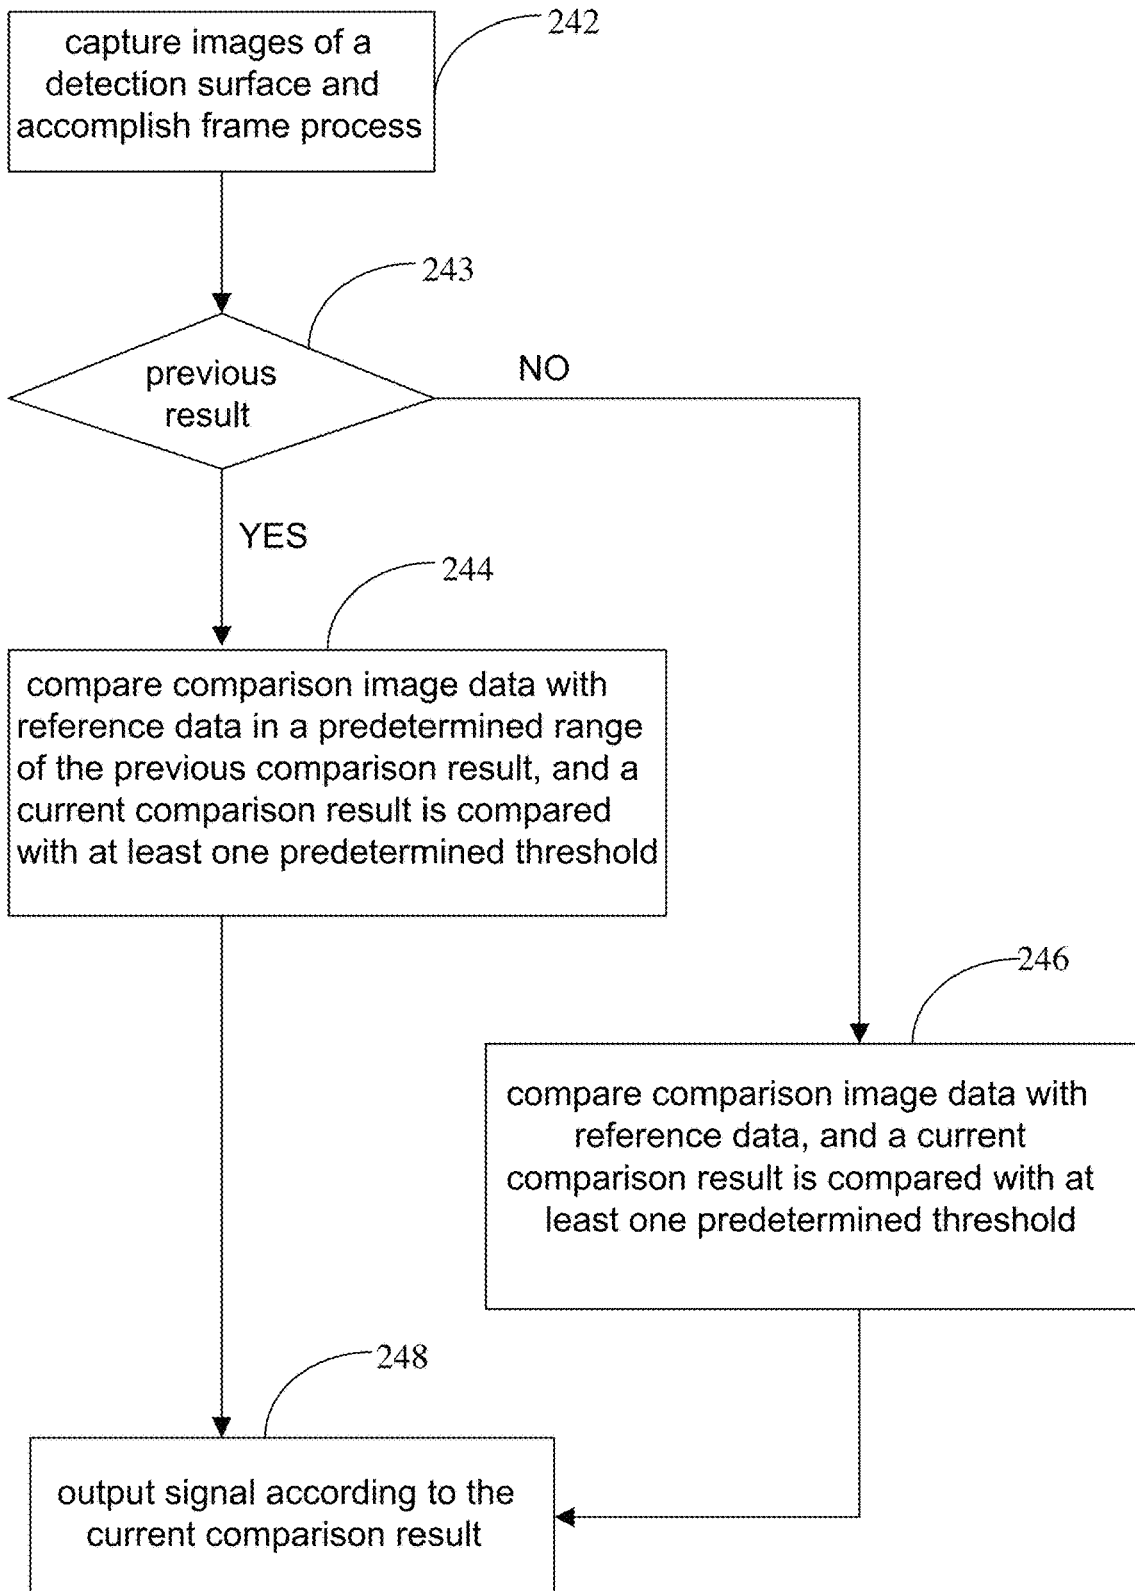 242
capture images of a
detection surface and
accomplish frame process
243
previous
result
NO
YES
244
compare comparison image data with
reference data in a predetermined range
of the previous comparison result, and a
current comparison result is compared
with at least one predetermined threshold
246
compare comparison image data with
reference data, and a current
comparison result is compared with at
least one predetermined threshold
248
output signal according to the
current comparison result